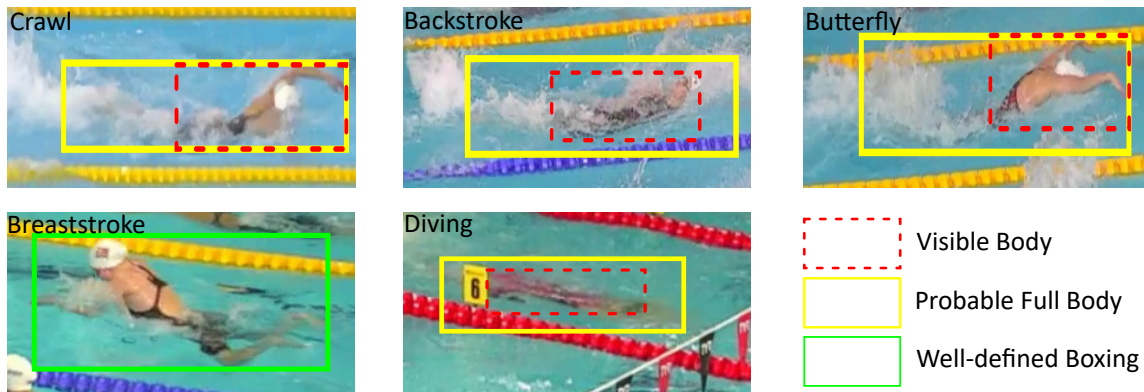 Crawl
Backstroke
Butterfly
Breaststroke
Diving
6
Visible Body
Probable Full Body
Well-defined Boxing